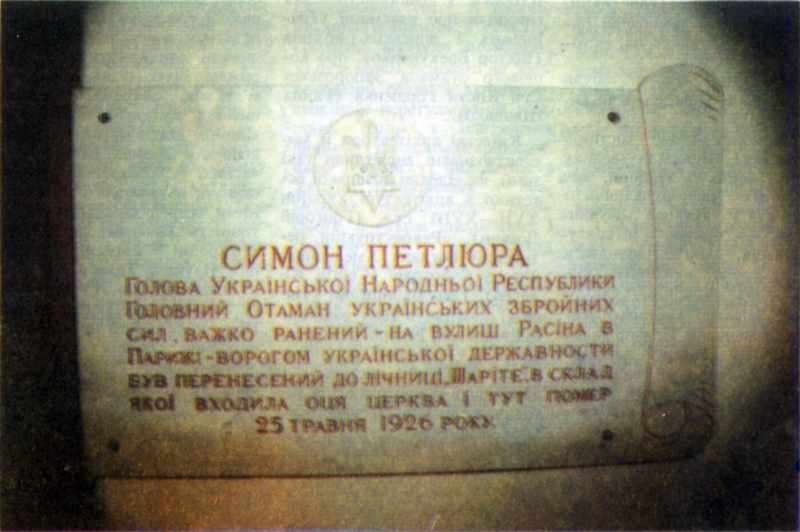 СИМОН ПЕТЛЮРА
ГОЛОВА УКРАЇНСЬКОЇ НАРОДНЬОЇ РЕСПУБЛИКИ
ГОЛОВНИЙ ОТАМАН УКРАЇНСЬКИХ ЗБРОЙНИХ
СИЛ ВАЖКО РАНЕНИЙ - НА ВУЛИШ РАСІНА В
ПАРИЖІ - ВОРОГОМ УКРАЇНСЬКОЇ ДЕРЖАВНОСТИ
БУВ ПЕРЕНЕСЕНИЙ ДО ЛІЧНИЦІ „ШАРІТЕ", В СКЛАД
ЯКОЇ ВХОДИЛА ОЦЯ ЦЕРКВА І ТУТ ПОМЕР
25 ТРАВНЯ 1926 РОКУ